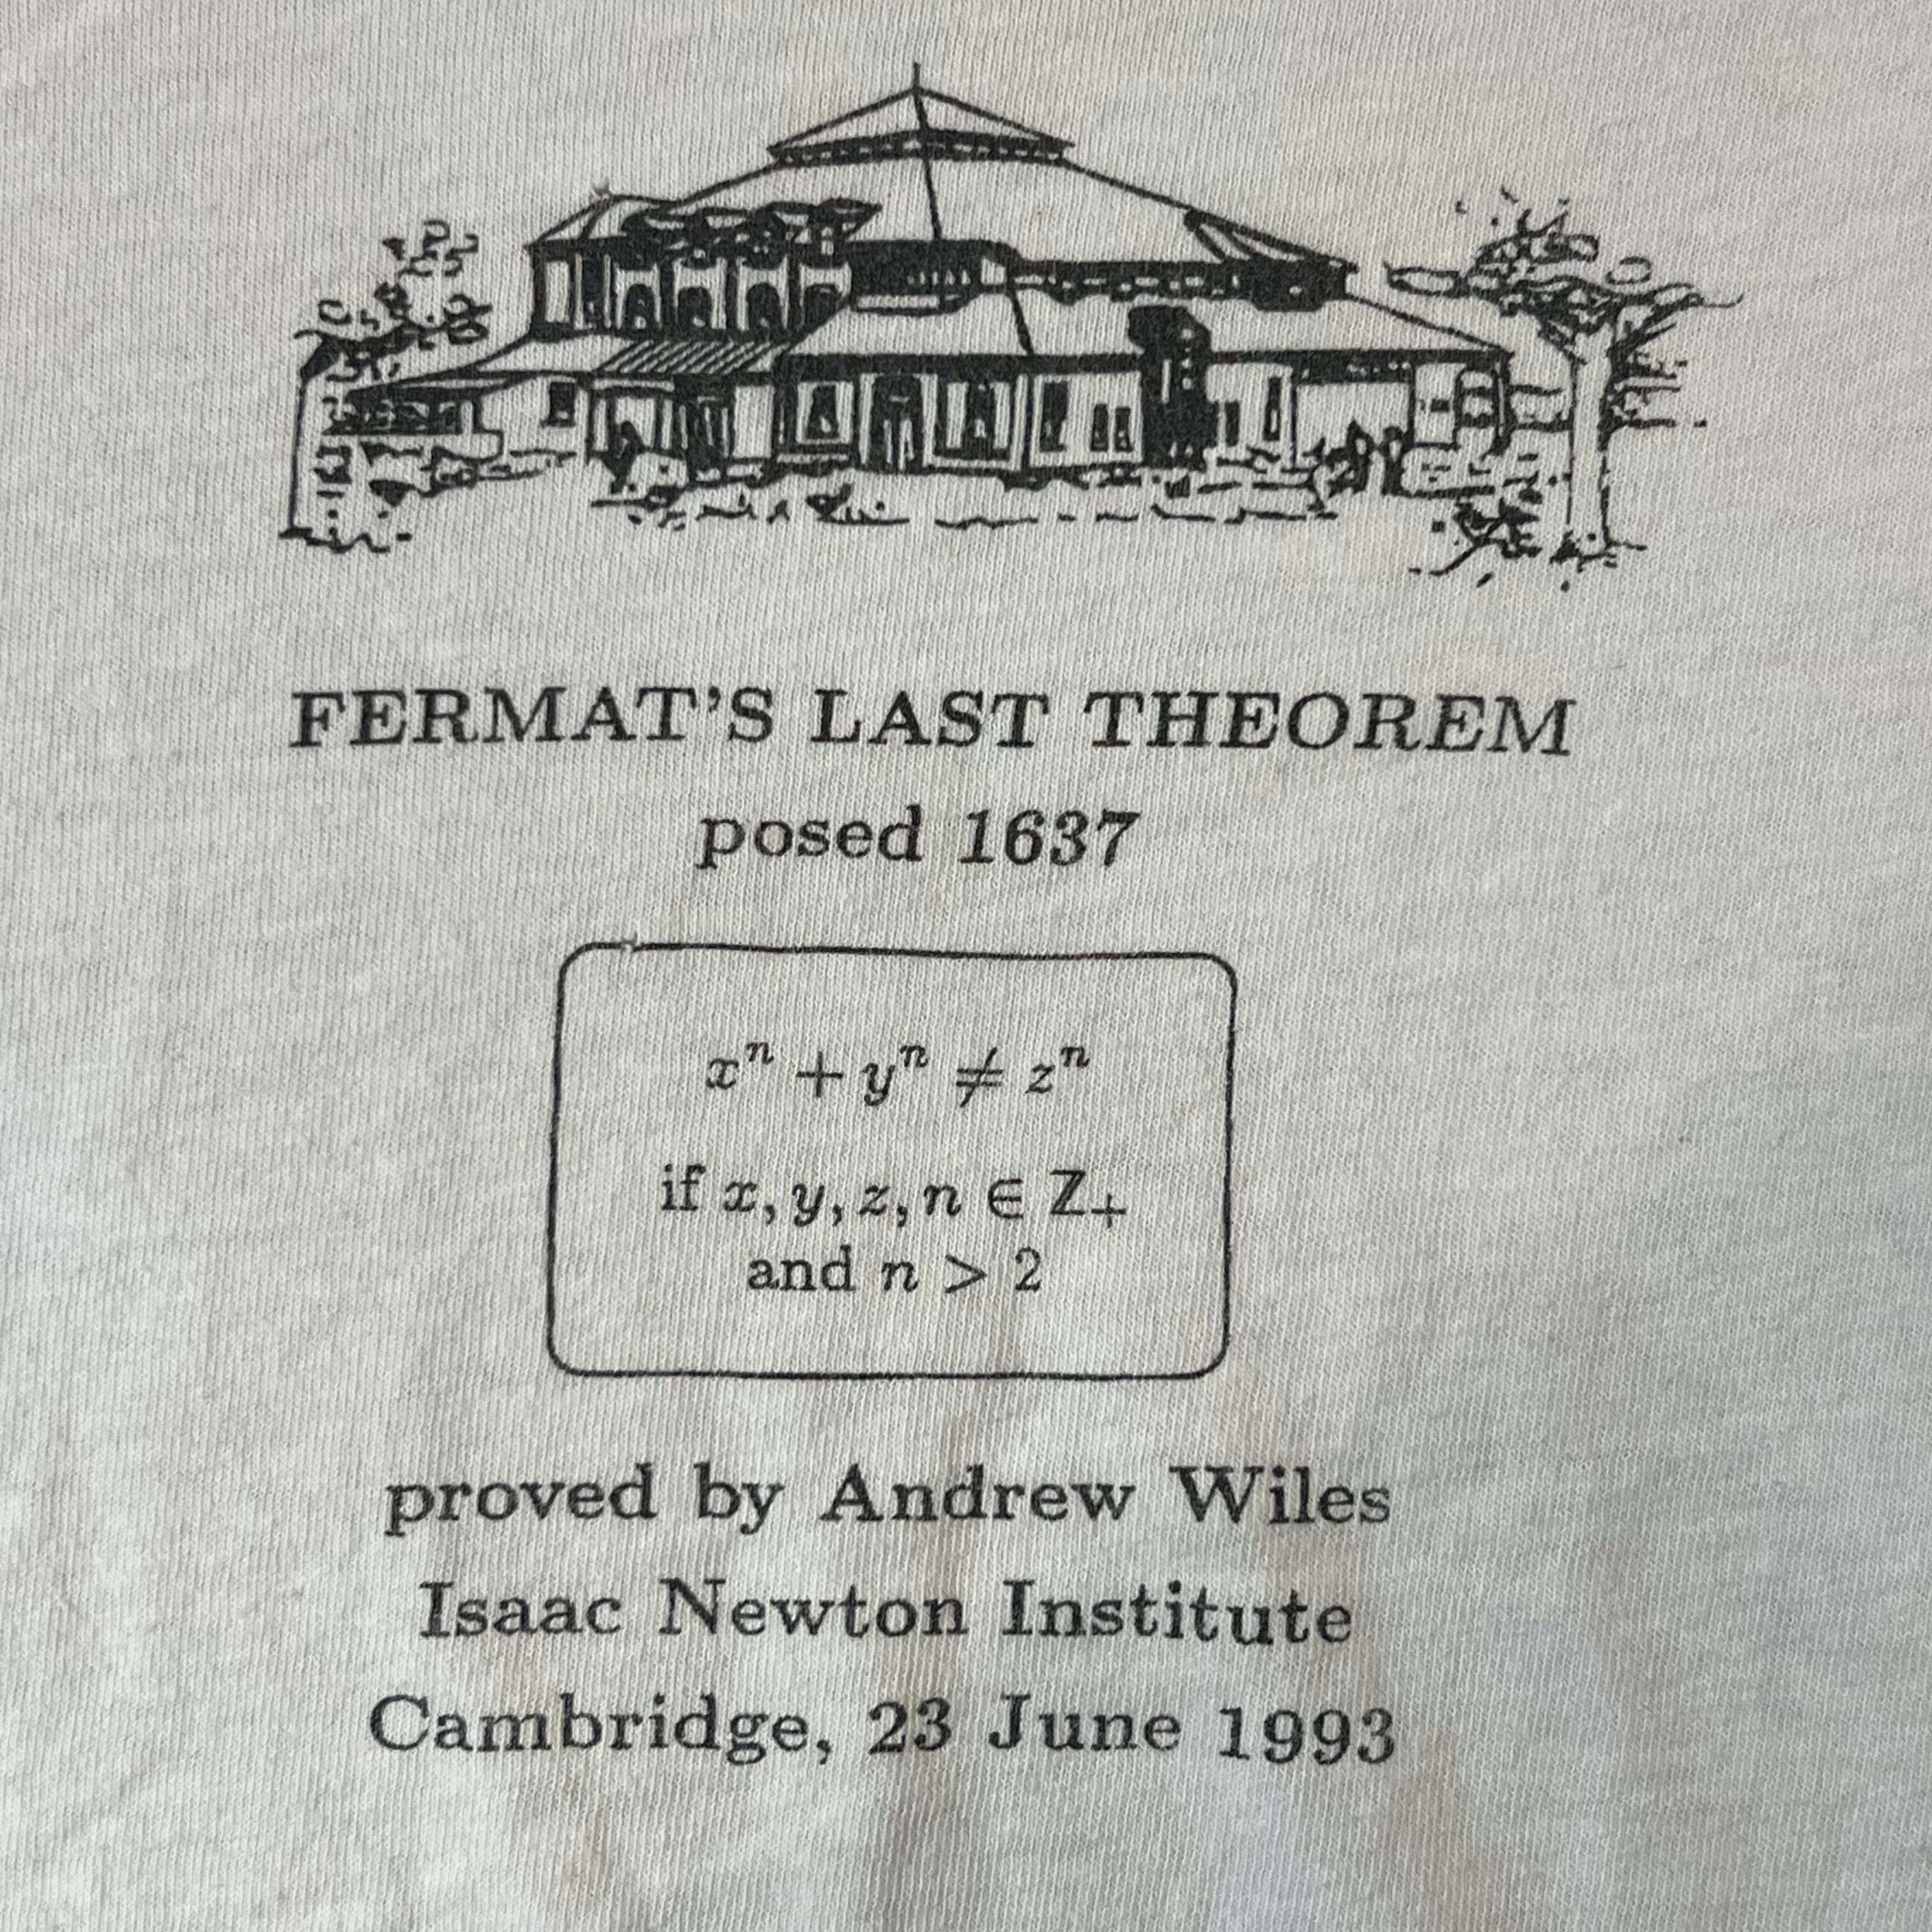 FERMAT'S LAST THEOREM
posed 1637
xⁿ + yⁿ ≠ zⁿ
if x, y, z, n ∈ ℤ₊
and n > 2
proved by Andrew Wiles
Isaac Newton Institute
Cambridge, 23 June 1993